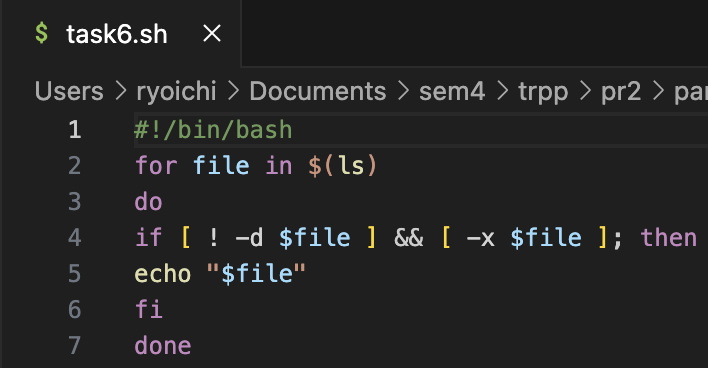 $ task6.sh ×
Users > ryoichi > Documents > sem4 > trpp > pr2 >
1 #!/bin/bash
2 for file in $(ls)
3 do
4 if [ ! -d $file ] && [ -x $file ]; then
5 echo "$file"
6 fi
7 done